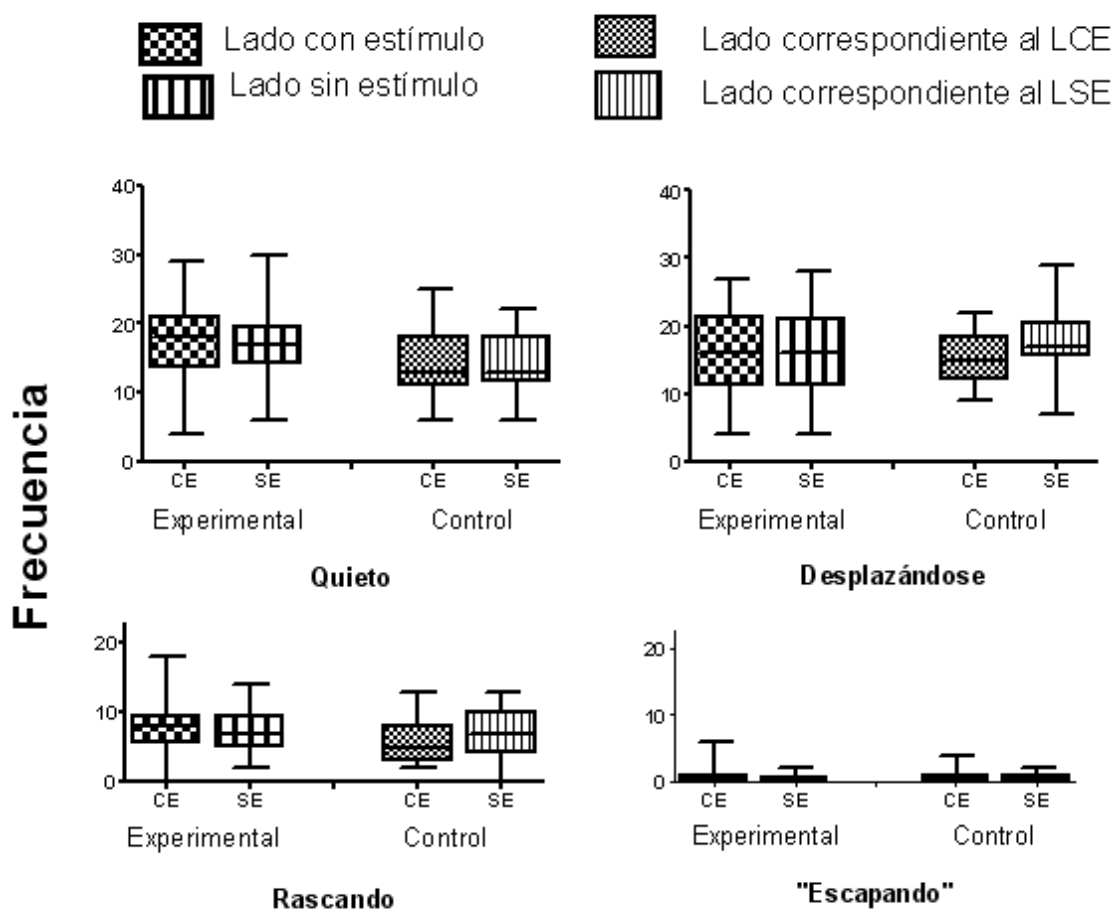 Lado con estímulo
Lado sin estímulo
Lado correspondiente al LCE
Lado correspondiente al LSE
Frecuencia
40
30
20
10
0
CE SE CE SE
Experimental Control
Quieto
40
30
20
10
0
CE SE CE SE
Experimental Control
Desplazándose
20
10
0
CE SE CE SE
Experimental Control
Rascando
20
10
0
CE SE CE SE
Experimental Control
"Escapando"